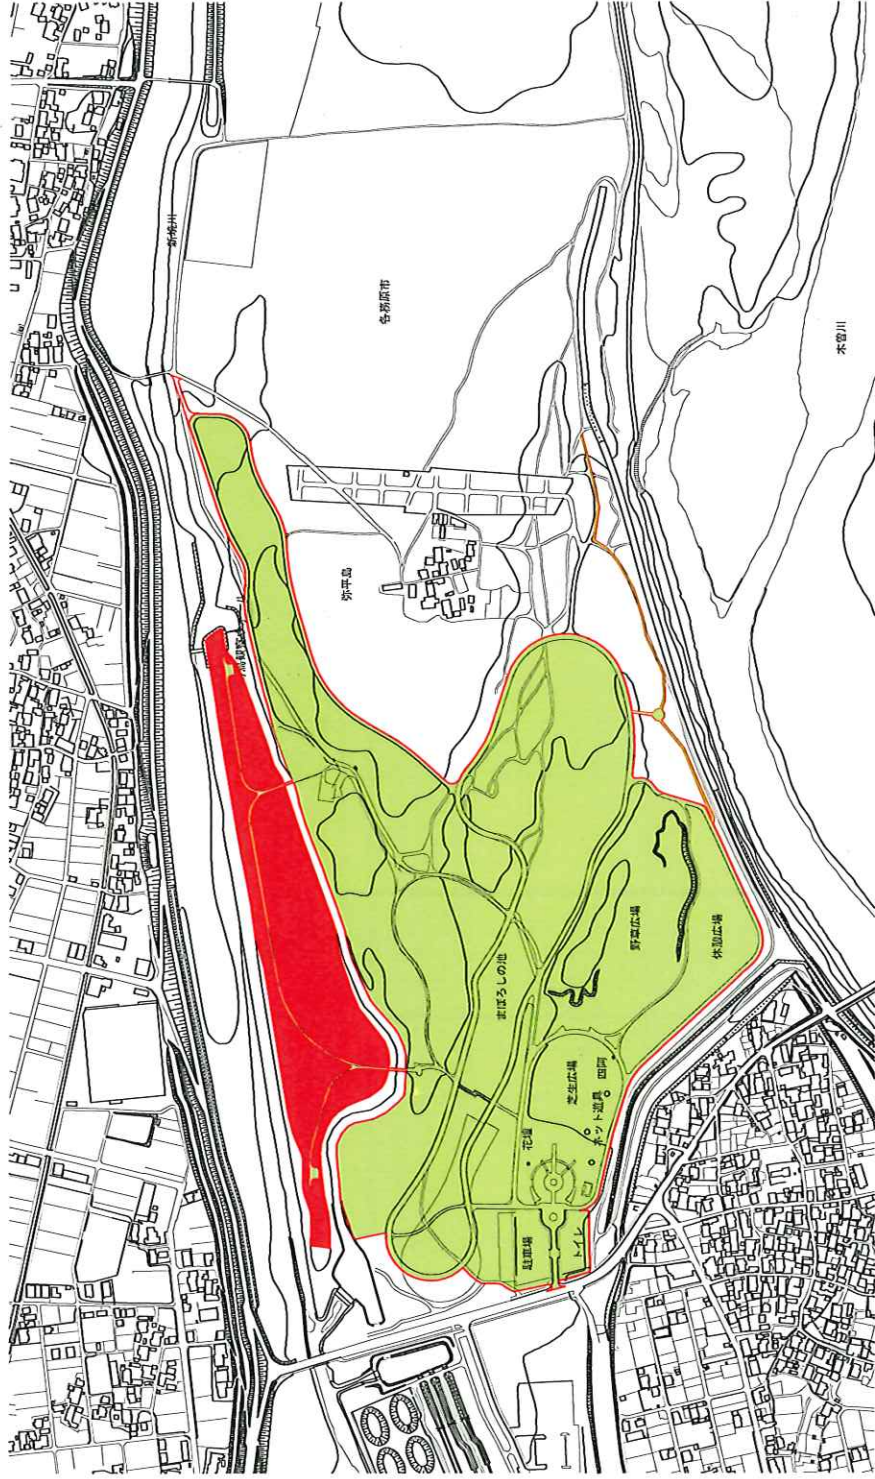 新境川
各務原市
木曽川
弥平島
まぼろしの池
野草広場
休憩広場
芝生広場
四阿
ネット遊具
花壇
駐車場
トイレ